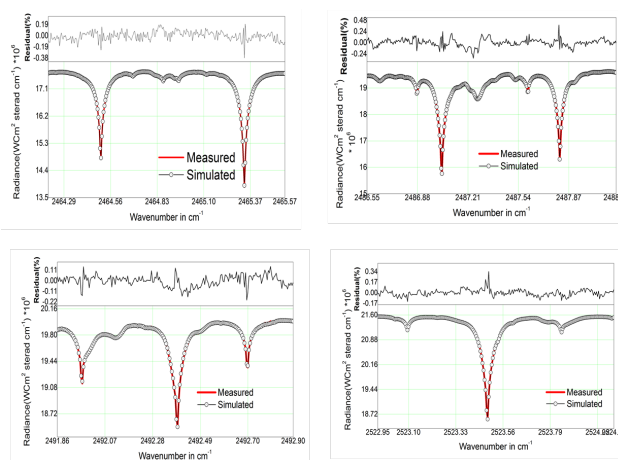 Residual(%)
0.19
0.00
-0.19
-0.38
Radiance(WCm² sterad cm⁻¹) *10⁶
17.1
16.2
15.3
14.4
13.5
Measured
Simulated
2464.29 2464.56 2464.83 2465.10 2465.37 2465.57
Wavenumber in cm⁻¹
Residual(%)
0.48
0.24
0.00
-0.24
Radiance(WCm² sterad cm⁻¹)
* 10⁶
19
18
17
16
15
Measured
Simulated
2486.55 2486.88 2487.21 2487.54 2487.87 2488
Wavenumber in cm⁻¹
Residual(%)
0.11
0.00
-0.11
-0.22
Radiance(WCm² sterad cm⁻¹) *10⁶
20.16
19.80
19.44
19.08
18.72
Measured
Simulated
2491.86 2492.07 2492.28 2492.49 2492.70 2492.90
Wavenumber in cm⁻¹
Residual(%)
0.34
0.17
0.00
-0.17
Radiance(WCm² sterad cm⁻¹) *10⁶
21.60
20.88
20.16
19.44
18.72
Measured
Simulated
2522.95 2523.10 2523.33 2523.56 2523.79
Wavenumber in cm⁻¹